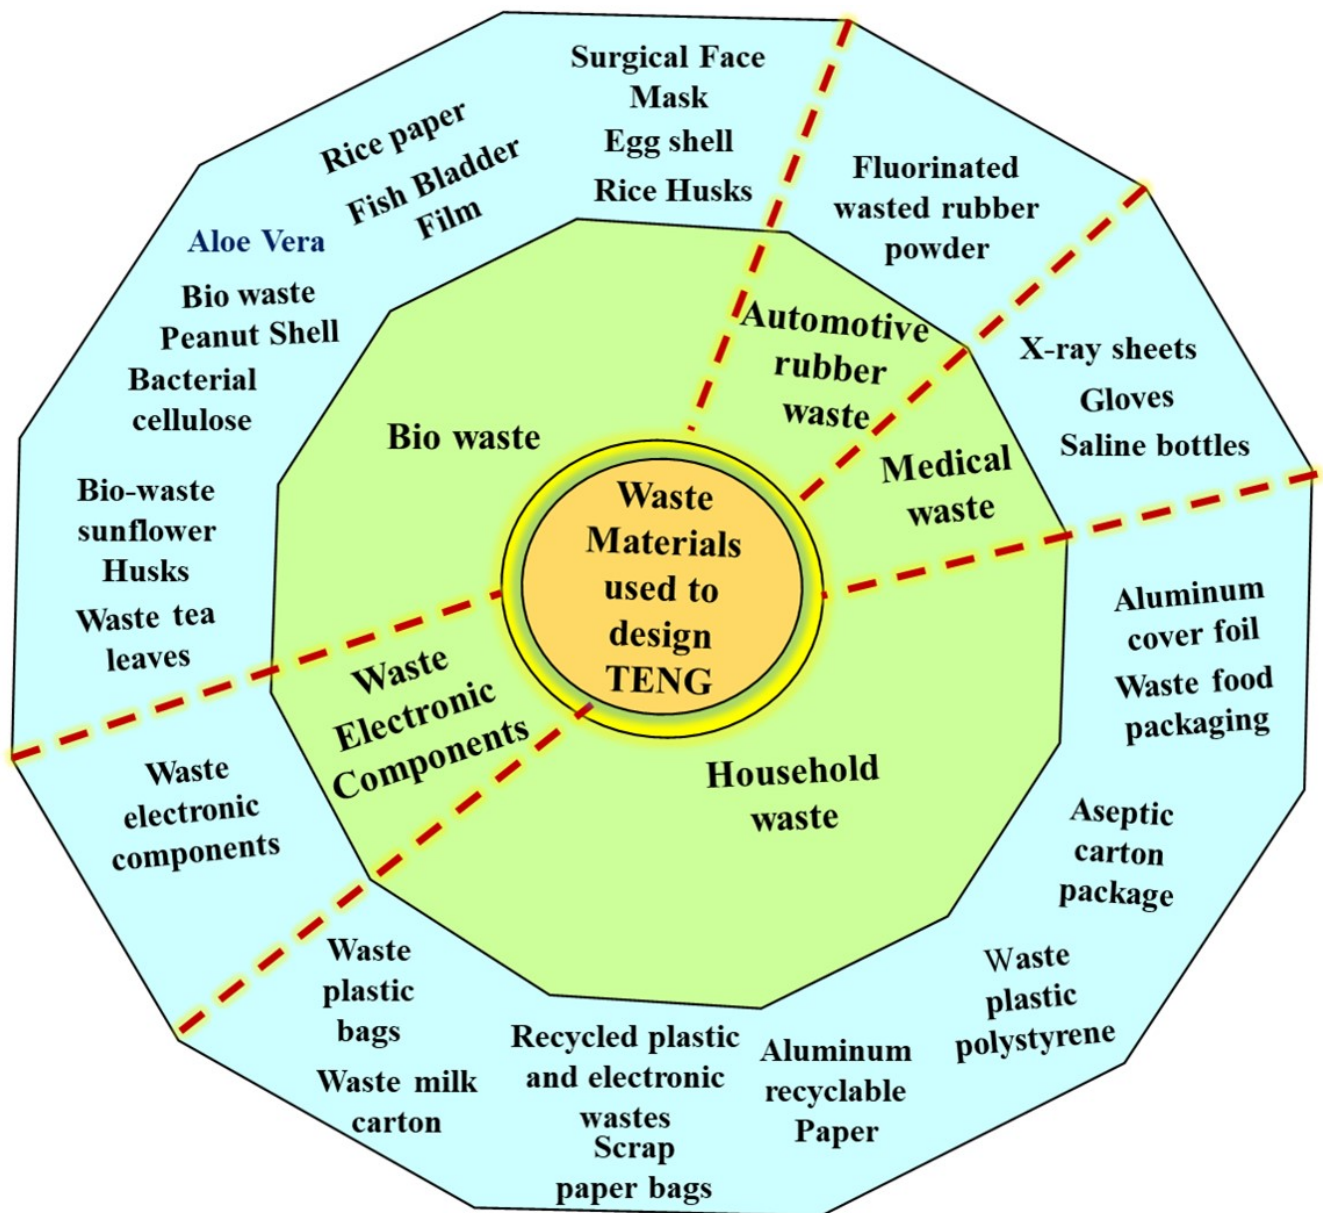 Waste
Materials
used to
design
TENG
Bio waste
Surgical Face
Mask
Egg shell
Rice Husks
Rice paper
Fish Bladder
Film
Aloe Vera
Bio waste
Peanut Shell
Bacterial
cellulose
Bio-waste
sunflower
Husks
Waste tea
leaves
Automotive
rubber
waste
Fluorinated
wasted rubber
powder
Medical
waste
X-ray sheets
Gloves
Saline bottles
Household
waste
Aluminum
cover foil
Waste food
packaging
Aseptic
carton
package
Waste
plastic
polystyrene
Aluminum
recyclable
Paper
Recycled plastic
and electronic
wastes
Scrap
paper bags
Waste
plastic
bags
Waste milk
carton
Waste
Electronic
Components
Waste
electronic
components